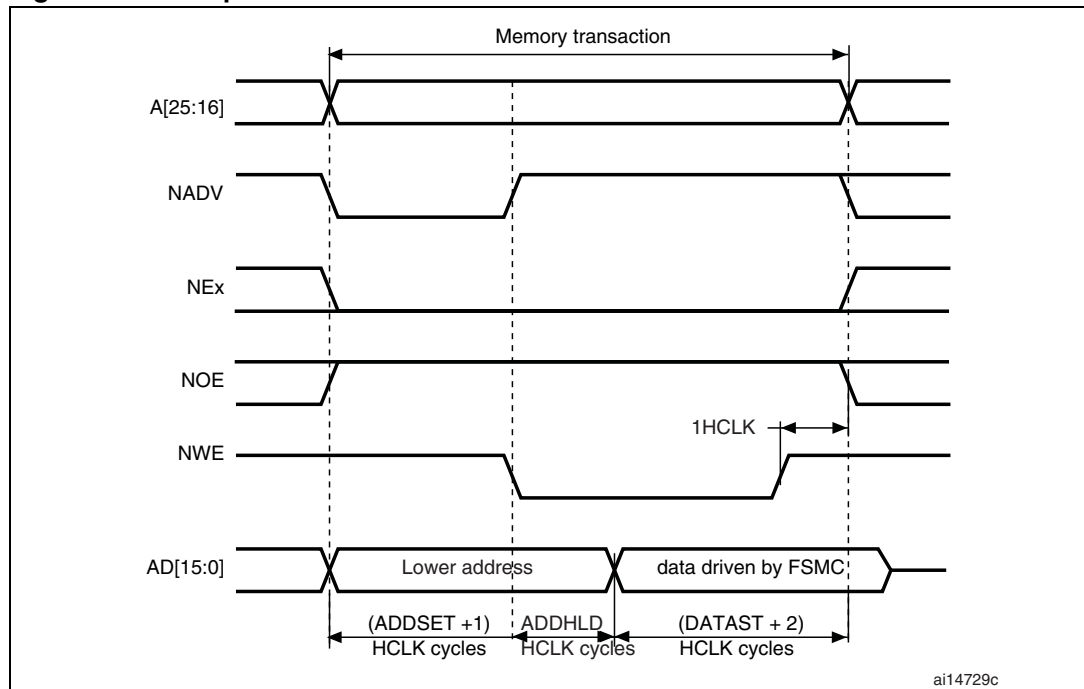 Memory transaction
A[25:16]
NADV
NEx
NOE
1HCLK
NWE
AD[15:0]
Lower address
data driven by FSMC
(ADDSET +1) ADDHLD (DATAST + 2)
HCLK cycles HCLK cycles HCLK cycles
ai14729c